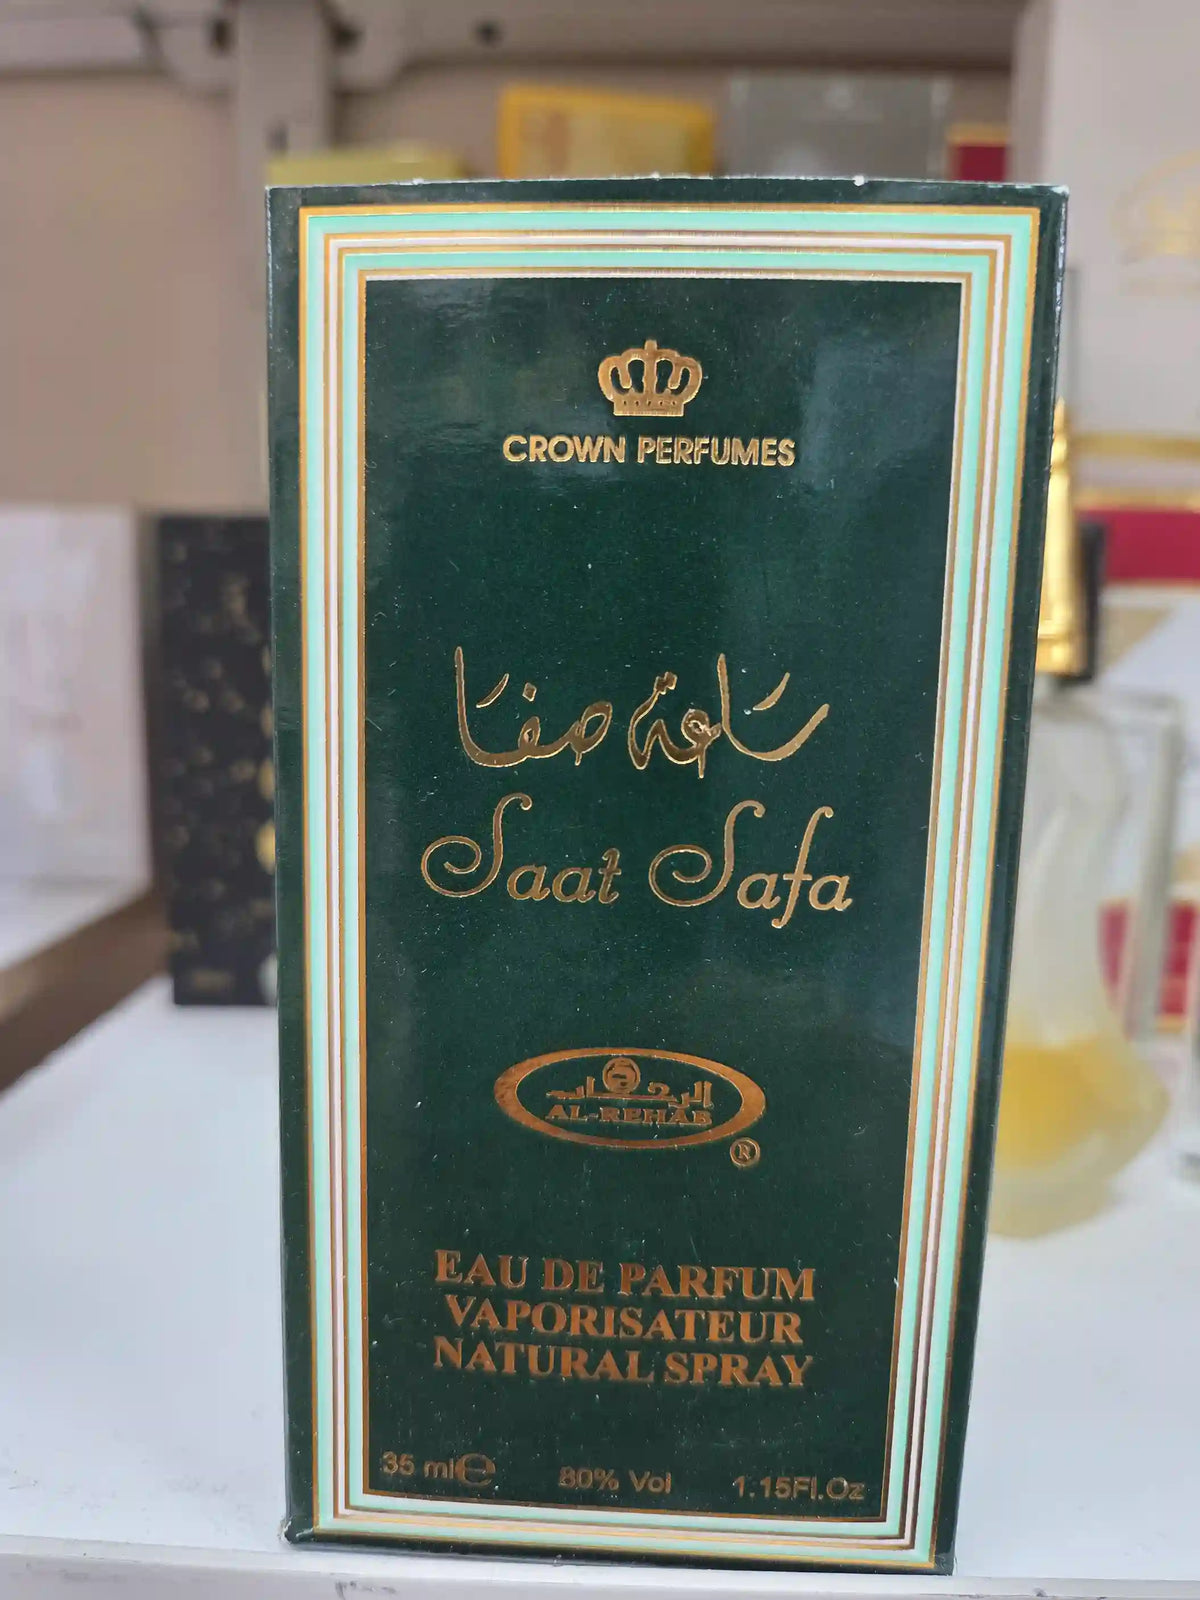 CROWN PERFUMES
ساعة صفا
Saat Safa
الرحاب
AL-REHAB
®
EAU DE PARFUM
VAPORISATEUR
NATURAL SPRAY
35 ml℮ 80% Vol 1.15Fl.Oz